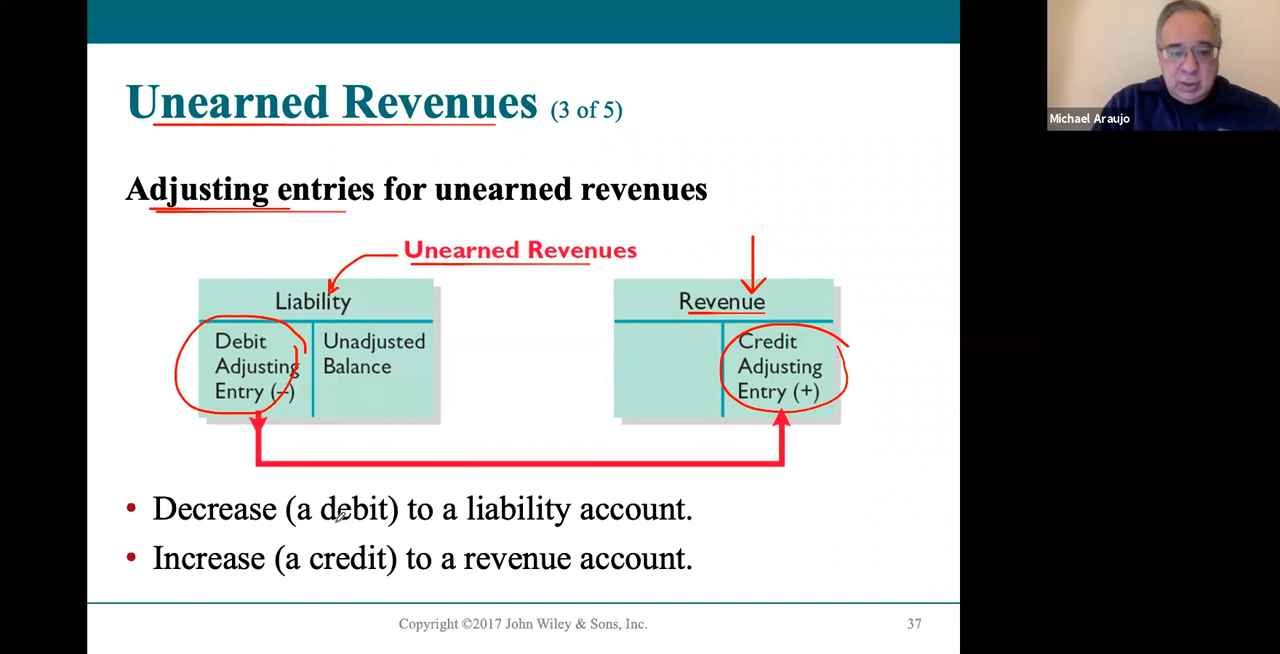 Unearned Revenues (3 of 5)
Michael Araujo
Adjusting entries for unearned revenues
Unearned Revenues
Liability
Debit
Adjusting
Entry (–)
Unadjusted
Balance
Revenue
Credit
Adjusting
Entry (+)
• Decrease (a debit) to a liability account.
• Increase (a credit) to a revenue account.
Copyright ©2017 John Wiley & Sons, Inc.
37